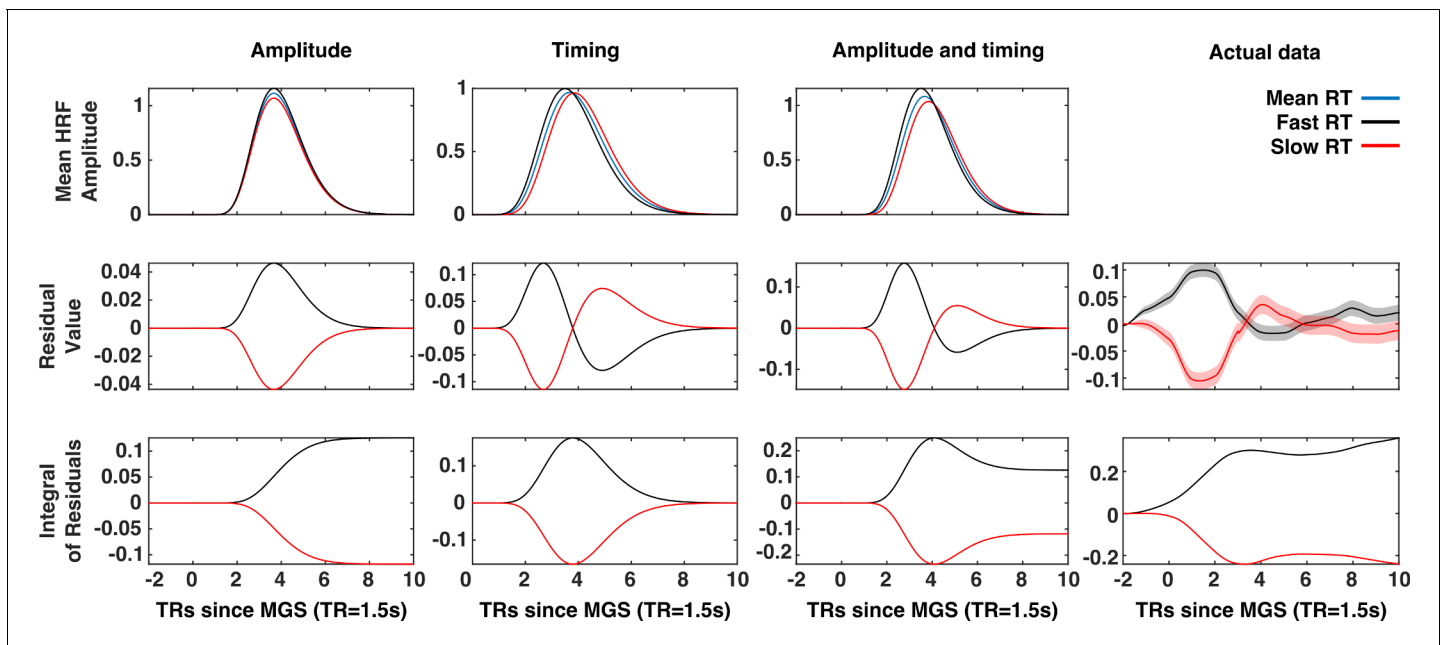 Amplitude
Timing
Amplitude and timing
Actual data
Mean HRF
Amplitude
1
0.5
0
1
0.5
0
1
0.5
0
Mean RT
Fast RT
Slow RT
Residual
Value
0.04
0.02
0
-0.02
-0.04
0.1
0.05
0
-0.05
-0.1
0.1
0
-0.1
0.1
0.05
0
-0.05
-0.1
Integral
of Residuals
0.1
0.05
0
-0.05
-0.1
0.1
0
-0.1
0.2
0.1
0
-0.1
-0.2
0.2
0
-0.2
-2 0 2 4 6 8 10
0 2 4 6 8 10
-2 0 2 4 6 8 10
-2 0 2 4 6 8 10
TRs since MGS (TR=1.5s)
TRs since MGS (TR=1.5s)
TRs since MGS (TR=1.5s)
TRs since MGS (TR=1.5s)